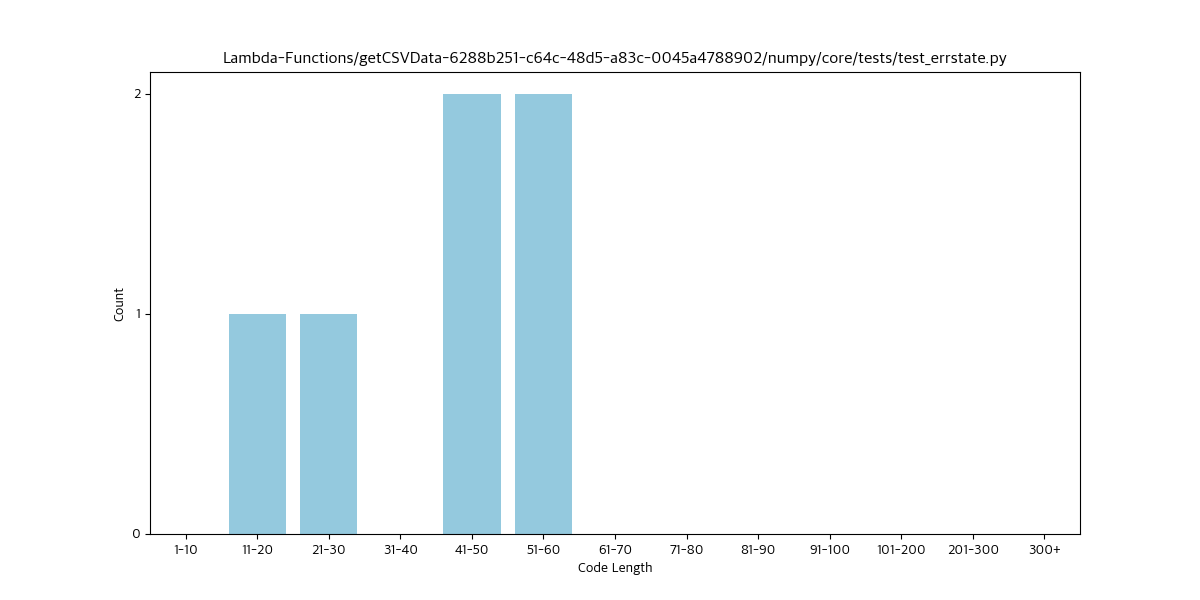 Lambda-Functions/getCSVData-6288b251-c64c-48d5-a83c-0045a4788902/numpy/core/tests/test_errstate.py
2
1
0
Count
1-10 11-20 21-30 31-40 41-50 51-60 61-70 71-80 81-90 91-100 101-200 201-300 300+
Code Length